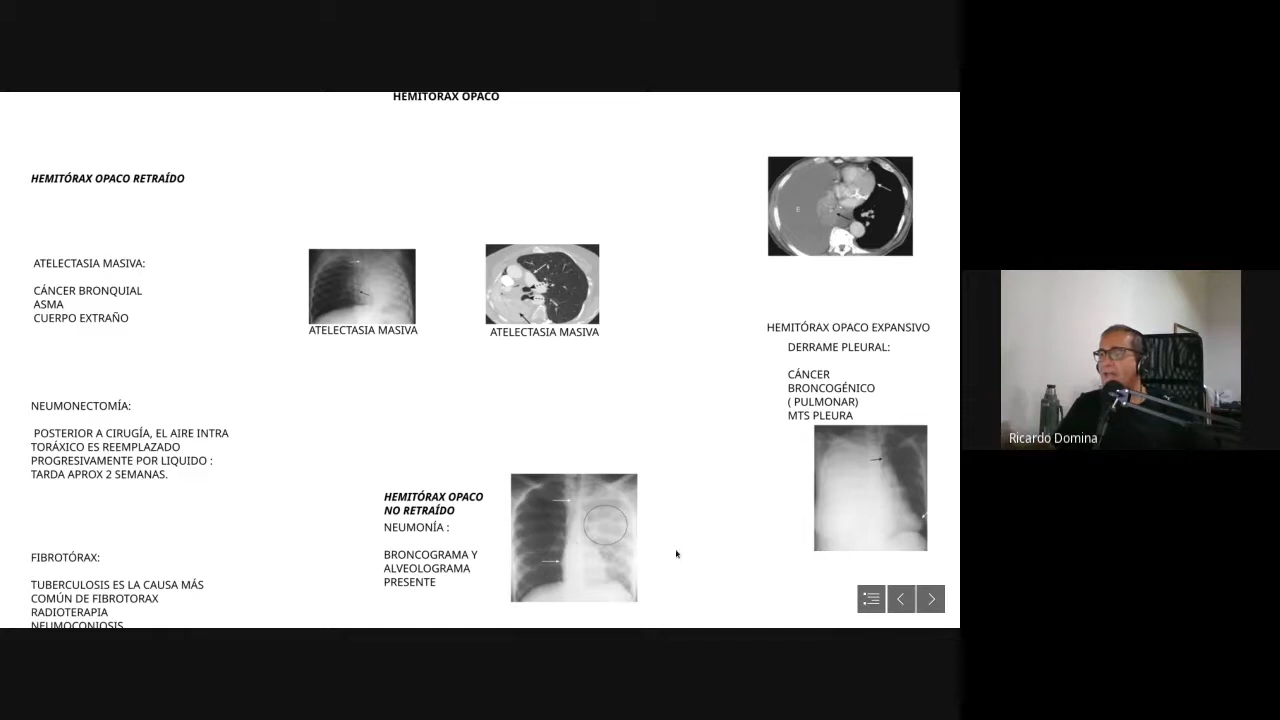 HEMITÓRAX OPACO
HEMITÓRAX OPACO RETRAÍDO
ATELECTASIA MASIVA:
CÁNCER BRONQUIAL
ASMA
CUERPO EXTRAÑO
ATELECTASIA MASIVA
ATELECTASIA MASIVA
NEUMONECTOMÍA:
POSTERIOR A CIRUGÍA, EL AIRE INTRA
TORÁXICO ES REEMPLAZADO
PROGRESIVAMENTE POR LIQUIDO :
TARDA APROX 2 SEMANAS.
FIBROTÓRAX:
TUBERCULOSIS ES LA CAUSA MÁS
COMÚN DE FIBROTORAX
RADIOTERAPIA
NEUMOCONIOSIS
HEMITÓRAX OPACO
NO RETRAÍDO
NEUMONÍA :
BRONCOGRAMA Y
ALVEOLOGRAMA
PRESENTE
E
HEMITÓRAX OPACO EXPANSIVO
DERRAME PLEURAL:
CÁNCER
BRONCOGÉNICO
( PULMONAR)
MTS PLEURA
Ricardo Domina